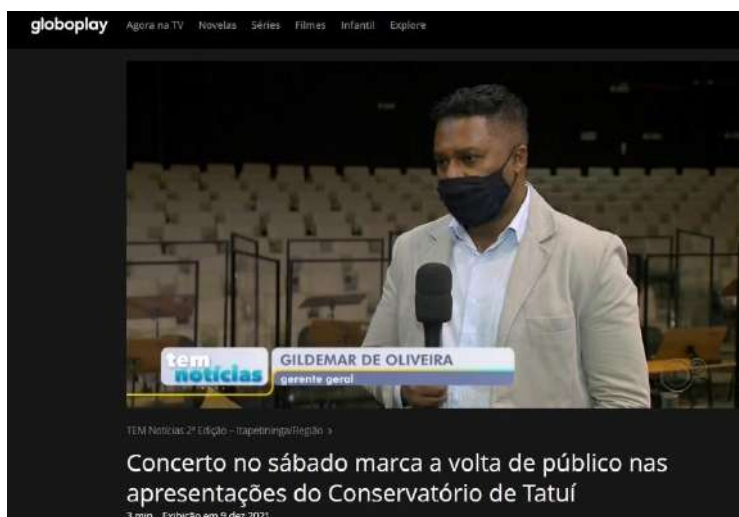 globoplay Agora na TV Novelas Séries Filmes Infantil Explore
tem notícias
GILDEMAR DE OLIVEIRA
gerente geral
TEM Notícias 2ª Edição – Itapetininga/Região >
Concerto no sábado marca a volta de público nas
apresentações do Conservatório de Tatuí
3 min Exibição em 9 dez 2021